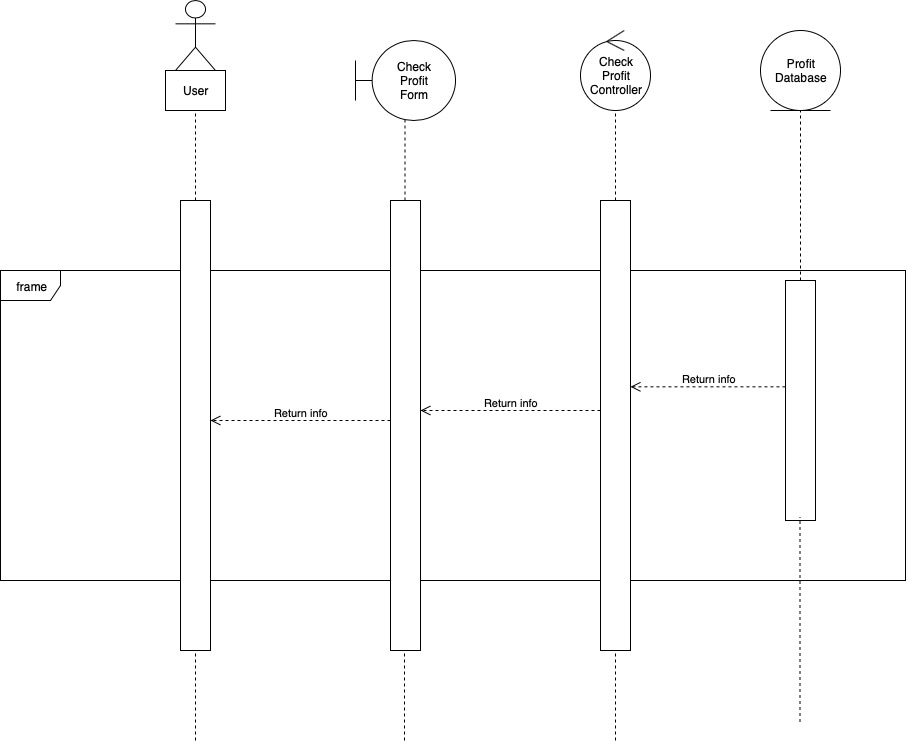 User
Check
Profit
Form
Check
Profit
Controller
Profit
Database
frame
Return info
Return info
Return info